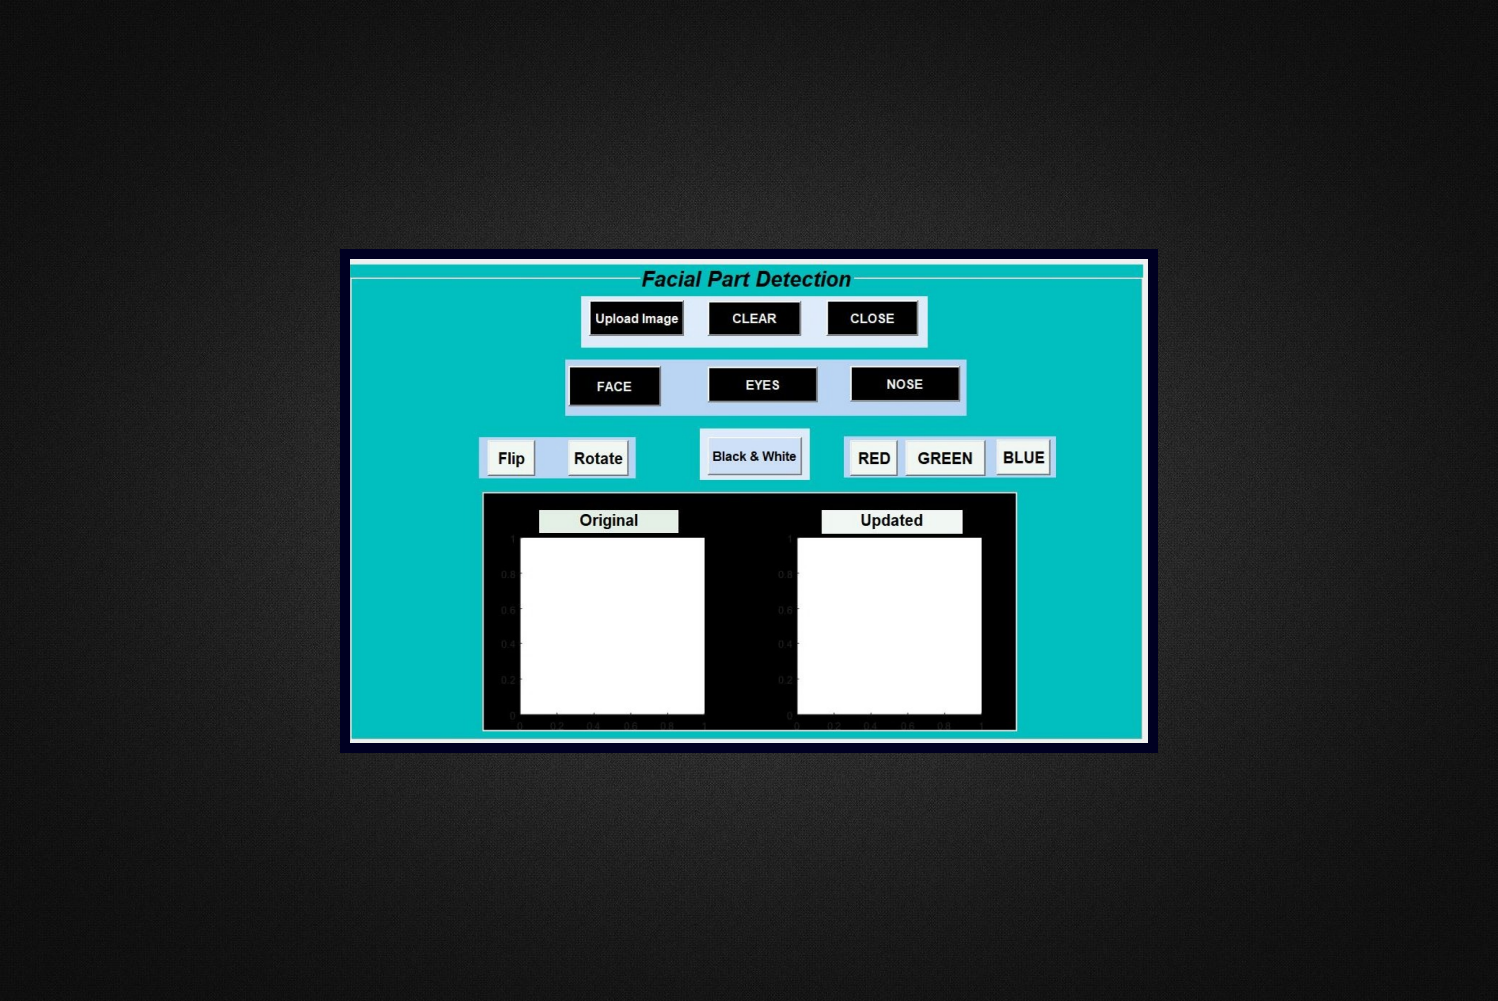 Facial Part Detection
Upload Image CLEAR CLOSE
FACE EYES NOSE
Flip Rotate Black & White RED GREEN BLUE
Original Updated
1 1
0.8 0.8
0.6 0.6
0.4 0.4
0.2 0.2
0 0
0 0.2 0.4 0.6 0.8 1 0 0.2 0.4 0.6 0.8 1